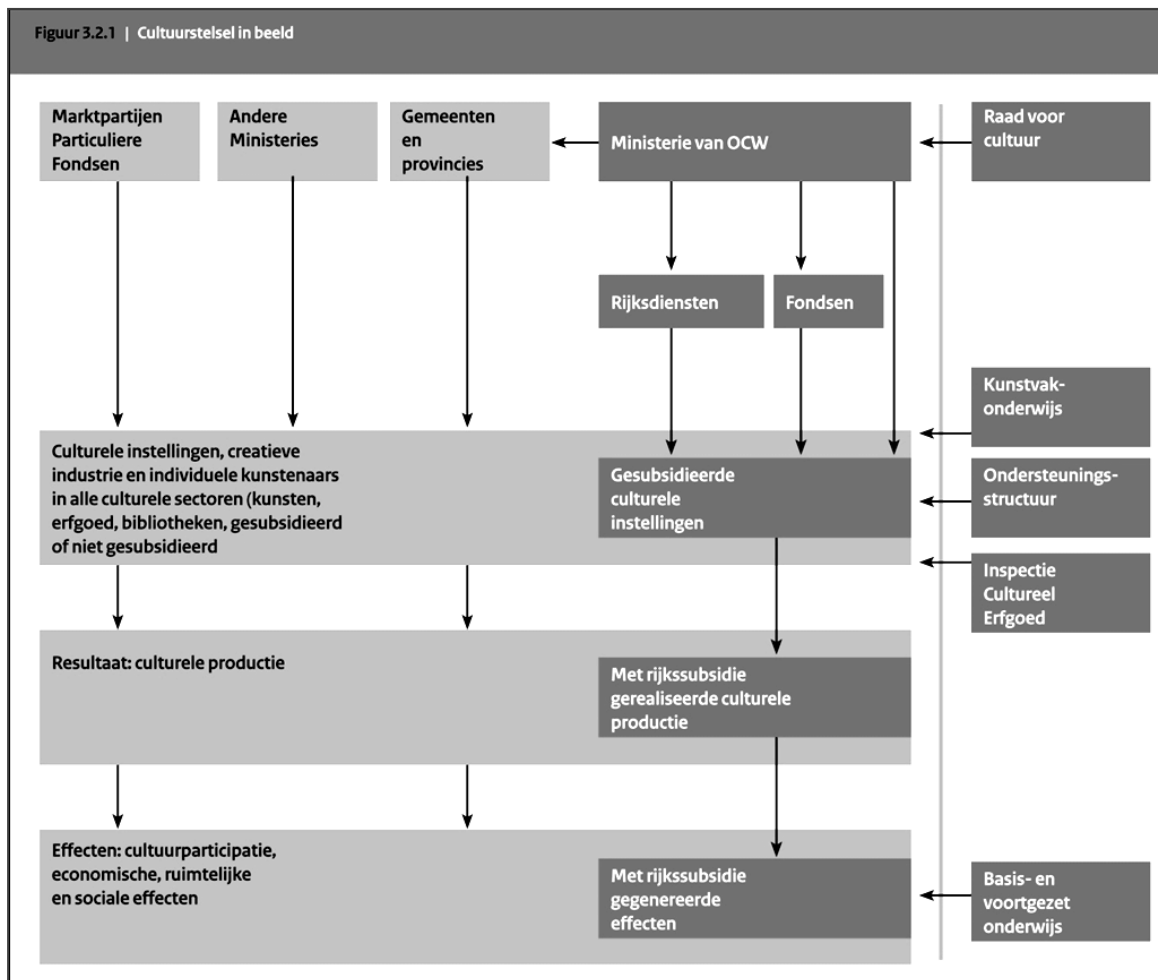 Figuur 3.2.1 | Cultuurstelsel in beeld
Marktpartijen
Particuliere
Fondsen
Andere
Ministeries
Gemeenten
en
provincies
Ministerie van OCW
Raad voor
cultuur
Rijksdiensten
Fondsen
Kunstvak-
onderwijs
Culturele instellingen, creatieve
industrie en individuele kunstenaars
in alle culturele sectoren (kunsten,
erfgoed, bibliotheken, gesubsidieerd
of niet gesubsidieerd
Gesubsidieerde
culturele
instellingen
Ondersteunings-
structuur
Inspectie
Cultureel
Erfgoed
Resultaat: culturele productie
Met rijkssubsidie
gerealiseerde culturele
productie
Effecten: cultuurparticipatie,
economische, ruimtelijke
en sociale effecten
Met rijkssubsidie
gegenereerde
effecten
Basis- en
voortgezet
onderwijs